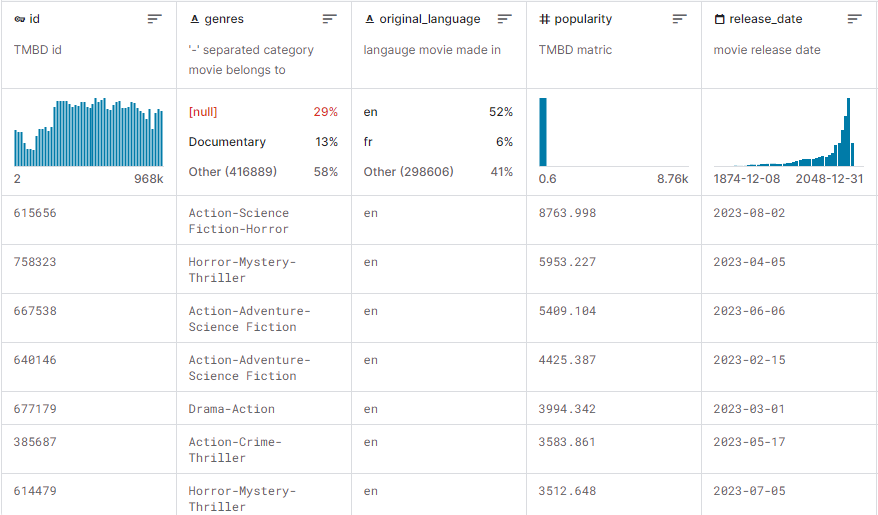 id genres original_language popularity release_date
TMBD id '-' separated category langauge movie made in TMBD matric movie release date
movie belongs to
[null] 29% en 52%
Documentary 13% fr 6%
Other (416889) 58% Other (298606) 41%
2 968k 0.6 8.76k 1874-12-08 2048-12-31
615656 Action-Science en 8763.998 2023-08-02
Fiction-Horror
758323 Horror-Mystery- en 5953.227 2023-04-05
Thriller
667538 Action-Adventure- en 5409.104 2023-06-06
Science Fiction
640146 Action-Adventure- en 4425.387 2023-02-15
Science Fiction
677179 Drama-Action en 3994.342 2023-03-01
385687 Action-Crime- en 3583.861 2023-05-17
Thriller
614479 Horror-Mystery- en 3512.648 2023-07-05
Thriller